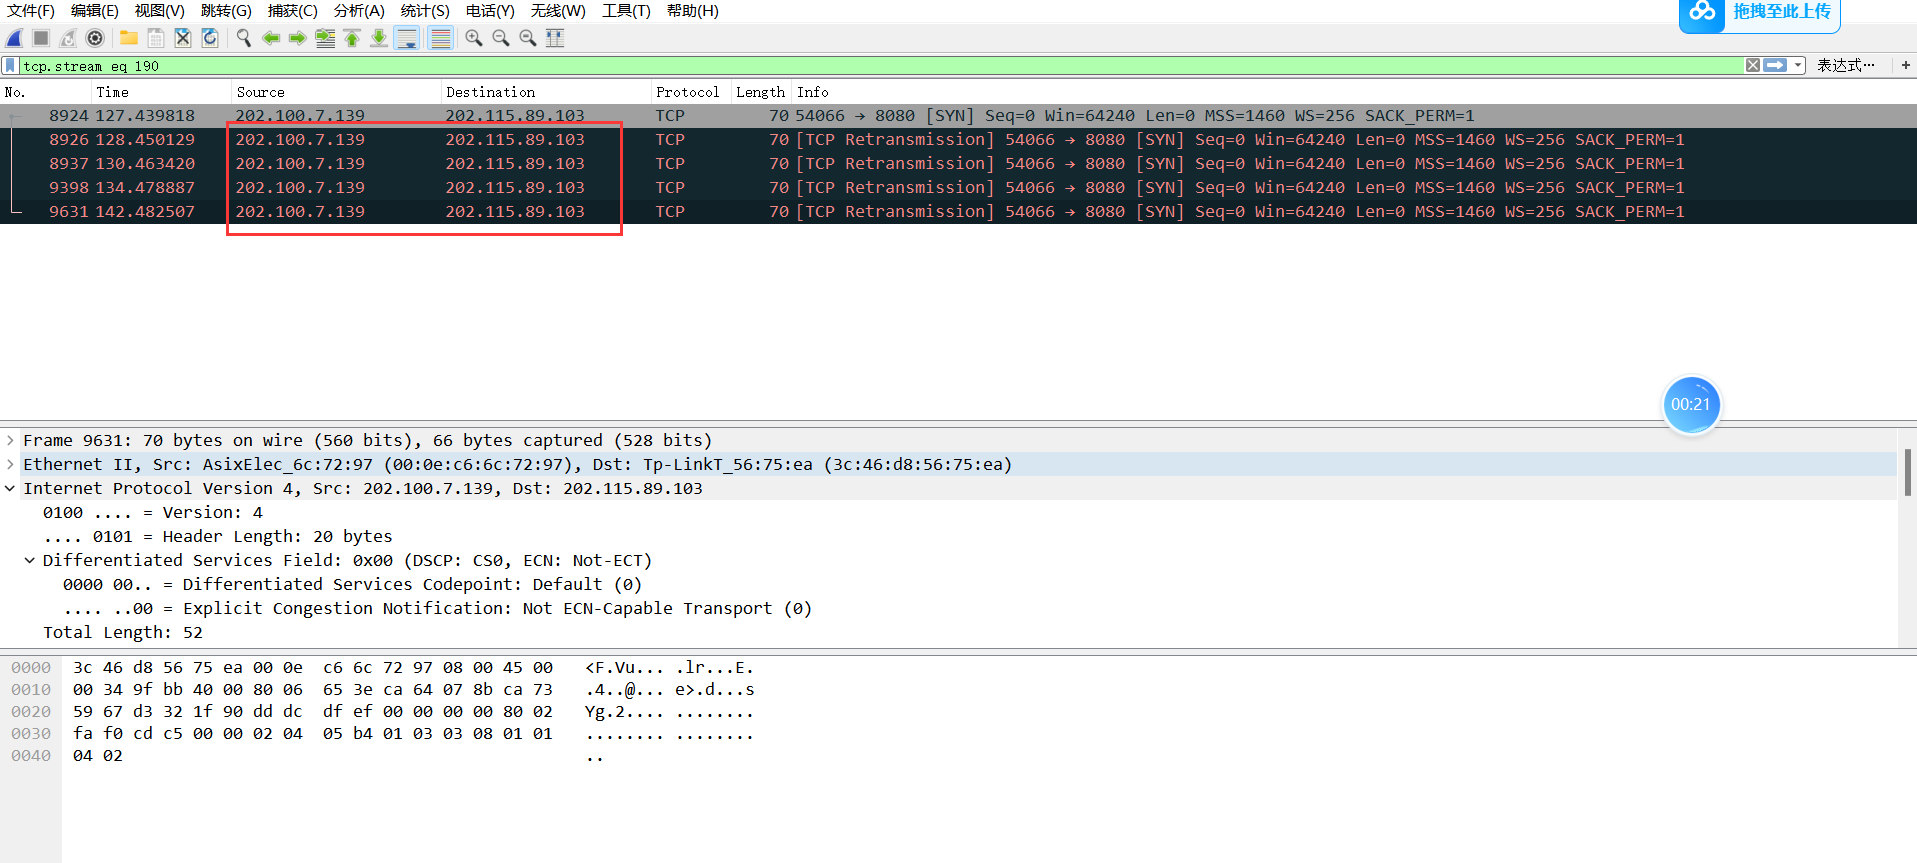 文件(F) 编辑(E) 视图(V) 跳转(G) 捕获(C) 分析(A) 统计(S) 电话(Y) 无线(W) 工具(T) 帮助(H)
拖拽至此上传
tcp.stream eq 190 表达式… +
No. Time Source Destination Protocol Length Info
8924 127.439818 202.100.7.139 202.115.89.103 TCP 70 54066 → 8080 [SYN] Seq=0 Win=64240 Len=0 MSS=1460 WS=256 SACK_PERM=1
8926 128.450129 202.100.7.139 202.115.89.103 TCP 70 [TCP Retransmission] 54066 → 8080 [SYN] Seq=0 Win=64240 Len=0 MSS=1460 WS=256 SACK_PERM=1
8937 130.463420 202.100.7.139 202.115.89.103 TCP 70 [TCP Retransmission] 54066 → 8080 [SYN] Seq=0 Win=64240 Len=0 MSS=1460 WS=256 SACK_PERM=1
9398 134.478887 202.100.7.139 202.115.89.103 TCP 70 [TCP Retransmission] 54066 → 8080 [SYN] Seq=0 Win=64240 Len=0 MSS=1460 WS=256 SACK_PERM=1
9631 142.482507 202.100.7.139 202.115.89.103 TCP 70 [TCP Retransmission] 54066 → 8080 [SYN] Seq=0 Win=64240 Len=0 MSS=1460 WS=256 SACK_PERM=1
00:21
Frame 9631: 70 bytes on wire (560 bits), 66 bytes captured (528 bits)
Ethernet II, Src: AsixElec_6c:72:97 (00:0e:c6:6c:72:97), Dst: Tp-LinkT_56:75:ea (3c:46:d8:56:75:ea)
Internet Protocol Version 4, Src: 202.100.7.139, Dst: 202.115.89.103
0100 .... = Version: 4
.... 0101 = Header Length: 20 bytes
Differentiated Services Field: 0x00 (DSCP: CS0, ECN: Not-ECT)
0000 00.. = Differentiated Services Codepoint: Default (0)
.... ..00 = Explicit Congestion Notification: Not ECN-Capable Transport (0)
Total Length: 52
0000 3c 46 d8 56 75 ea 00 0e c6 6c 72 97 08 00 45 00 <F.Vu... .lr...E.
0010 00 34 9f bb 40 00 80 06 65 3e ca 64 07 8b ca 73 .4..@... e>.d...s
0020 59 67 d3 32 1f 90 dd dc df ef 00 00 00 00 80 02 Yg.2.... ........
0030 fa f0 cd c5 00 00 02 04 05 b4 01 03 03 08 01 01 ........ ........
0040 04 02 ..